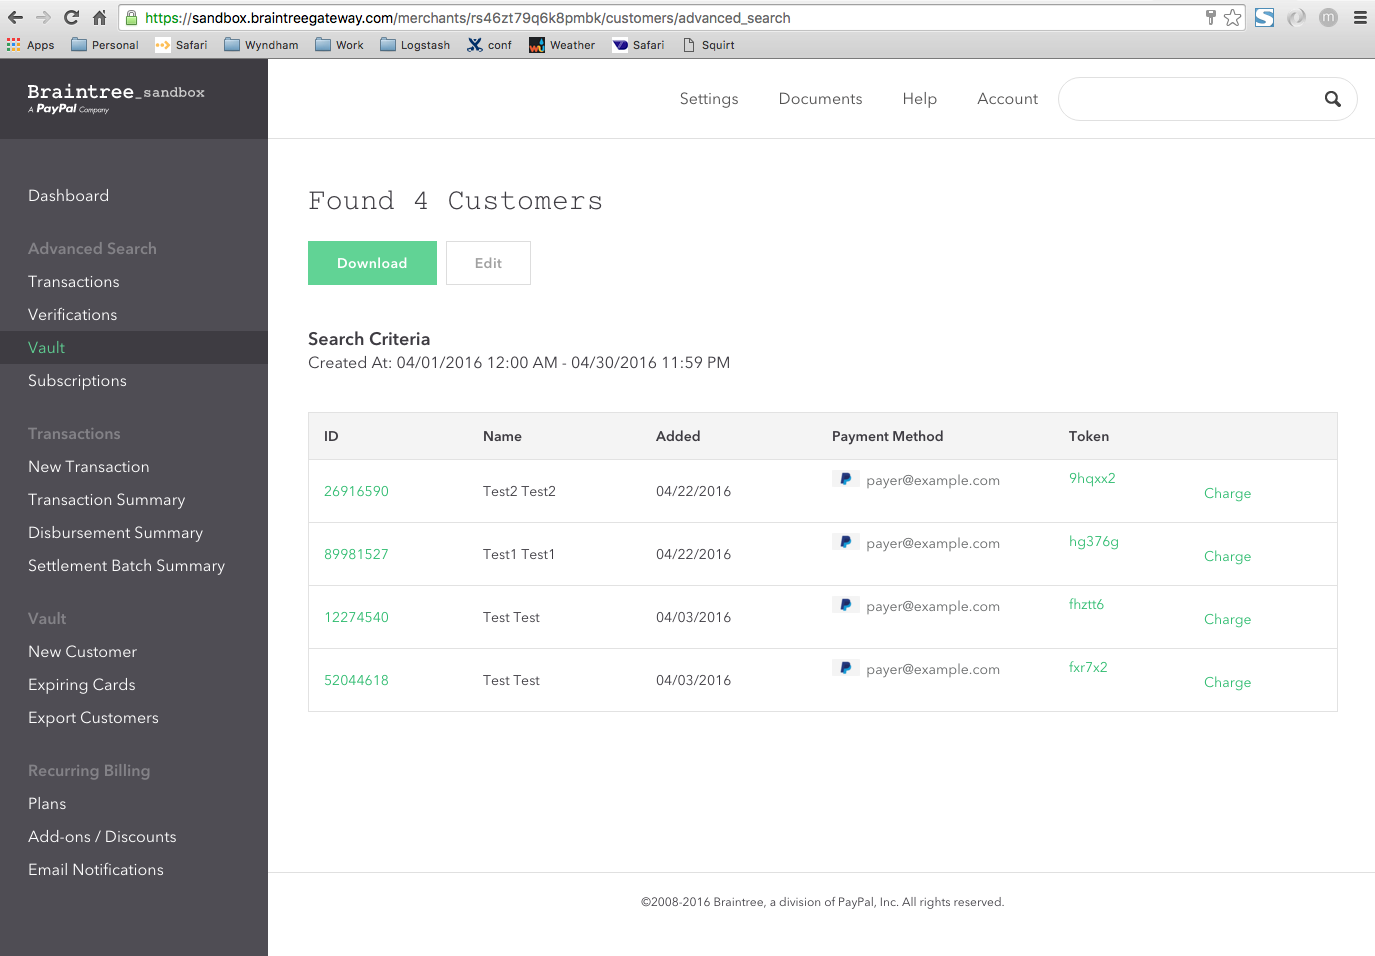 https://sandbox.braintreegateway.com/merchants/rs46zt79q6k8pmbk/customers/advanced_search
Apps Personal Safari Wyndham Work Logstash conf Weather Safari Squirt
Braintree_sandbox
A PayPal Company
Settings Documents Help Account
Dashboard
Advanced Search
Transactions
Verifications
Vault
Subscriptions
Transactions
New Transaction
Transaction Summary
Disbursement Summary
Settlement Batch Summary
Vault
New Customer
Expiring Cards
Export Customers
Recurring Billing
Plans
Add-ons / Discounts
Email Notifications
Found 4 Customers
Download Edit
Search Criteria
Created At: 04/01/2016 12:00 AM - 04/30/2016 11:59 PM
ID Name Added Payment Method Token
26916590 Test2 Test2 04/22/2016 payer@example.com 9hqxx2 Charge
89981527 Test1 Test1 04/22/2016 payer@example.com hg376g Charge
12274540 Test Test 04/03/2016 payer@example.com fhztt6 Charge
52044618 Test Test 04/03/2016 payer@example.com fxr7x2 Charge
©2008-2016 Braintree, a division of PayPal, Inc. All rights reserved.